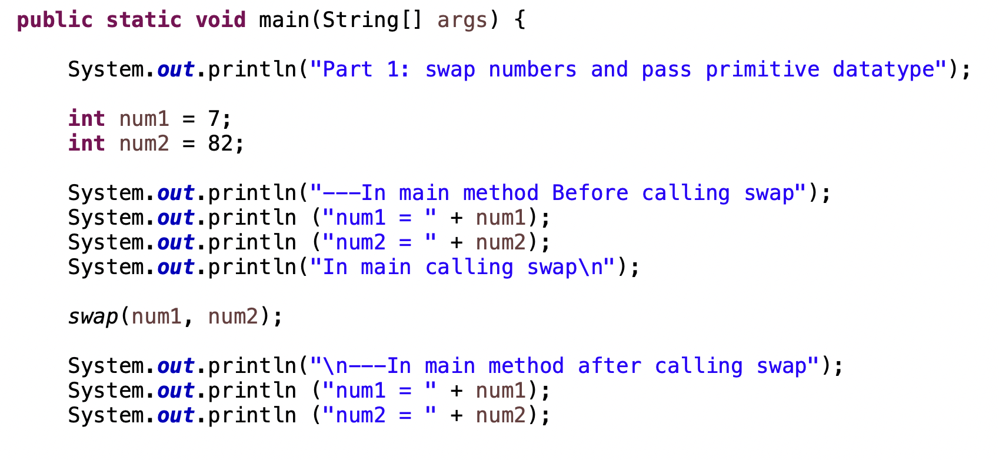 public static void main(String[] args) {
System.out.println("Part 1: swap numbers and pass primitive datatype");
int num1 = 7;
int num2 = 82;
System.out.println("---In main method Before calling swap");
System.out.println ("num1 = " + num1);
System.out.println ("num2 = " + num2);
System.out.println("In main calling swap\n");
swap(num1, num2);
System.out.println("\n---In main method after calling swap");
System.out.println ("num1 = " + num1);
System.out.println ("num2 = " + num2);